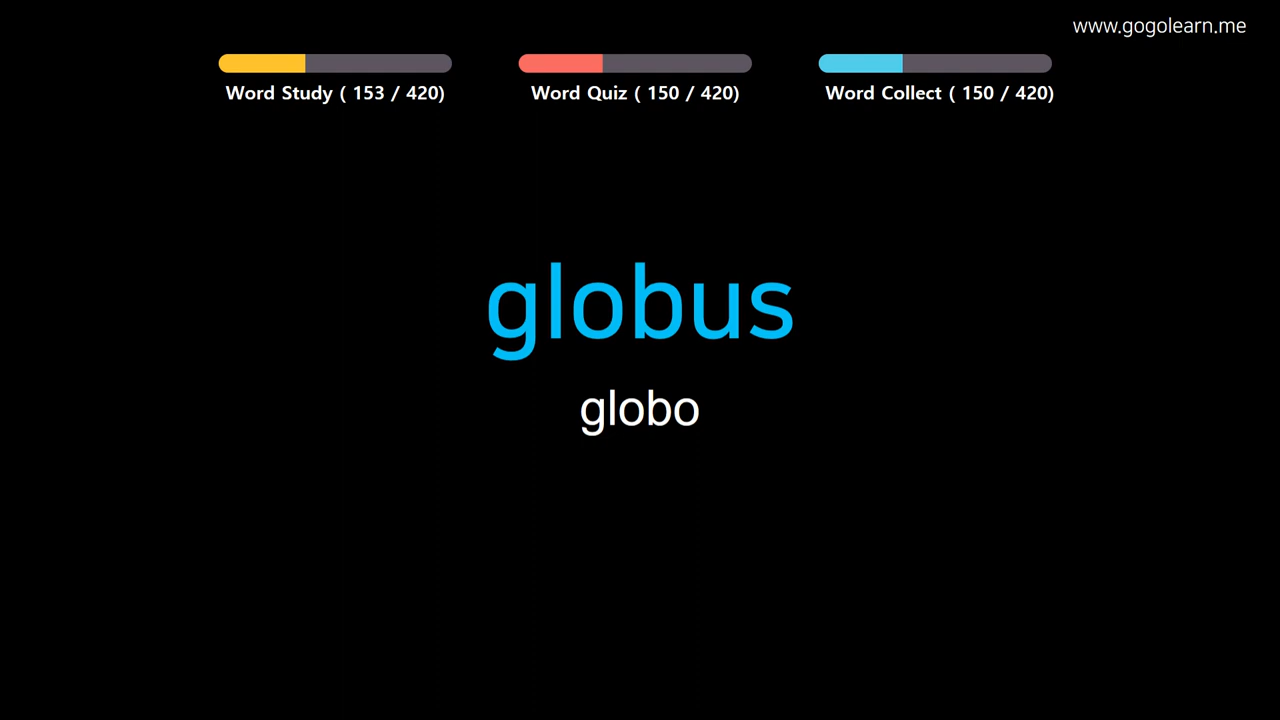 www.gogolearn.me
Word Study ( 153 / 420)
Word Quiz ( 150 / 420)
Word Collect ( 150 / 420)
globus
globo